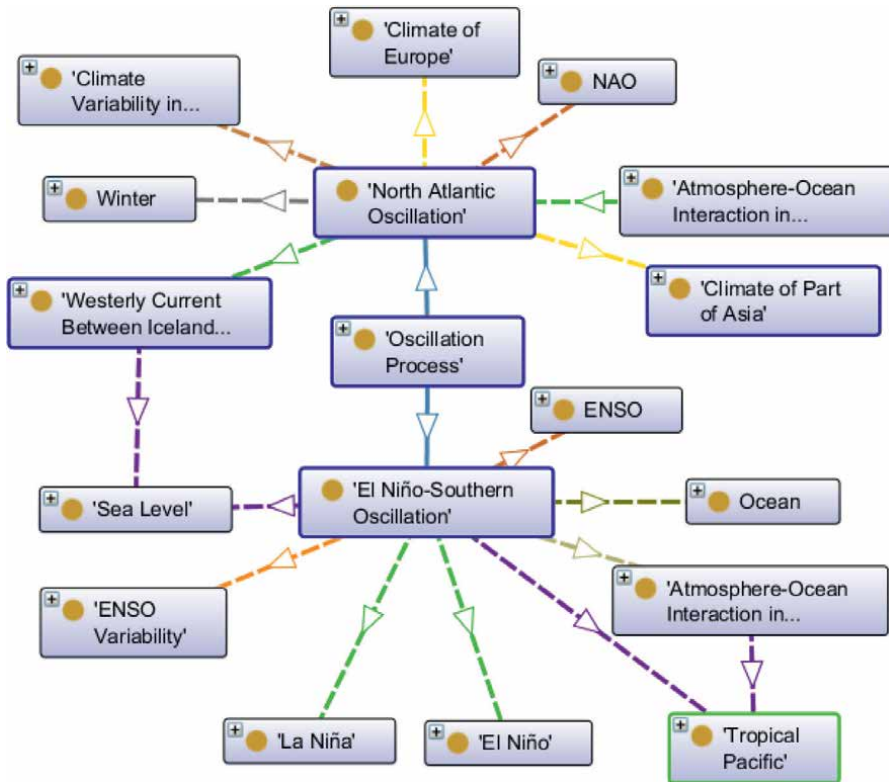 'Climate of
Europe'
'Climate
Variability in...
NAO
Winter
'North Atlantic
Oscillation'
'Atmosphere-Ocean
Interaction in...
'Westerly Current
Between Iceland...
'Climate of Part
of Asia'
'Oscillation
Process'
ENSO
'Sea Level'
'El Niño-Southern
Oscillation'
Ocean
'ENSO
Variability'
'Atmosphere-Ocean
Interaction in...
'La Niña'
'El Niño'
'Tropical
Pacific'